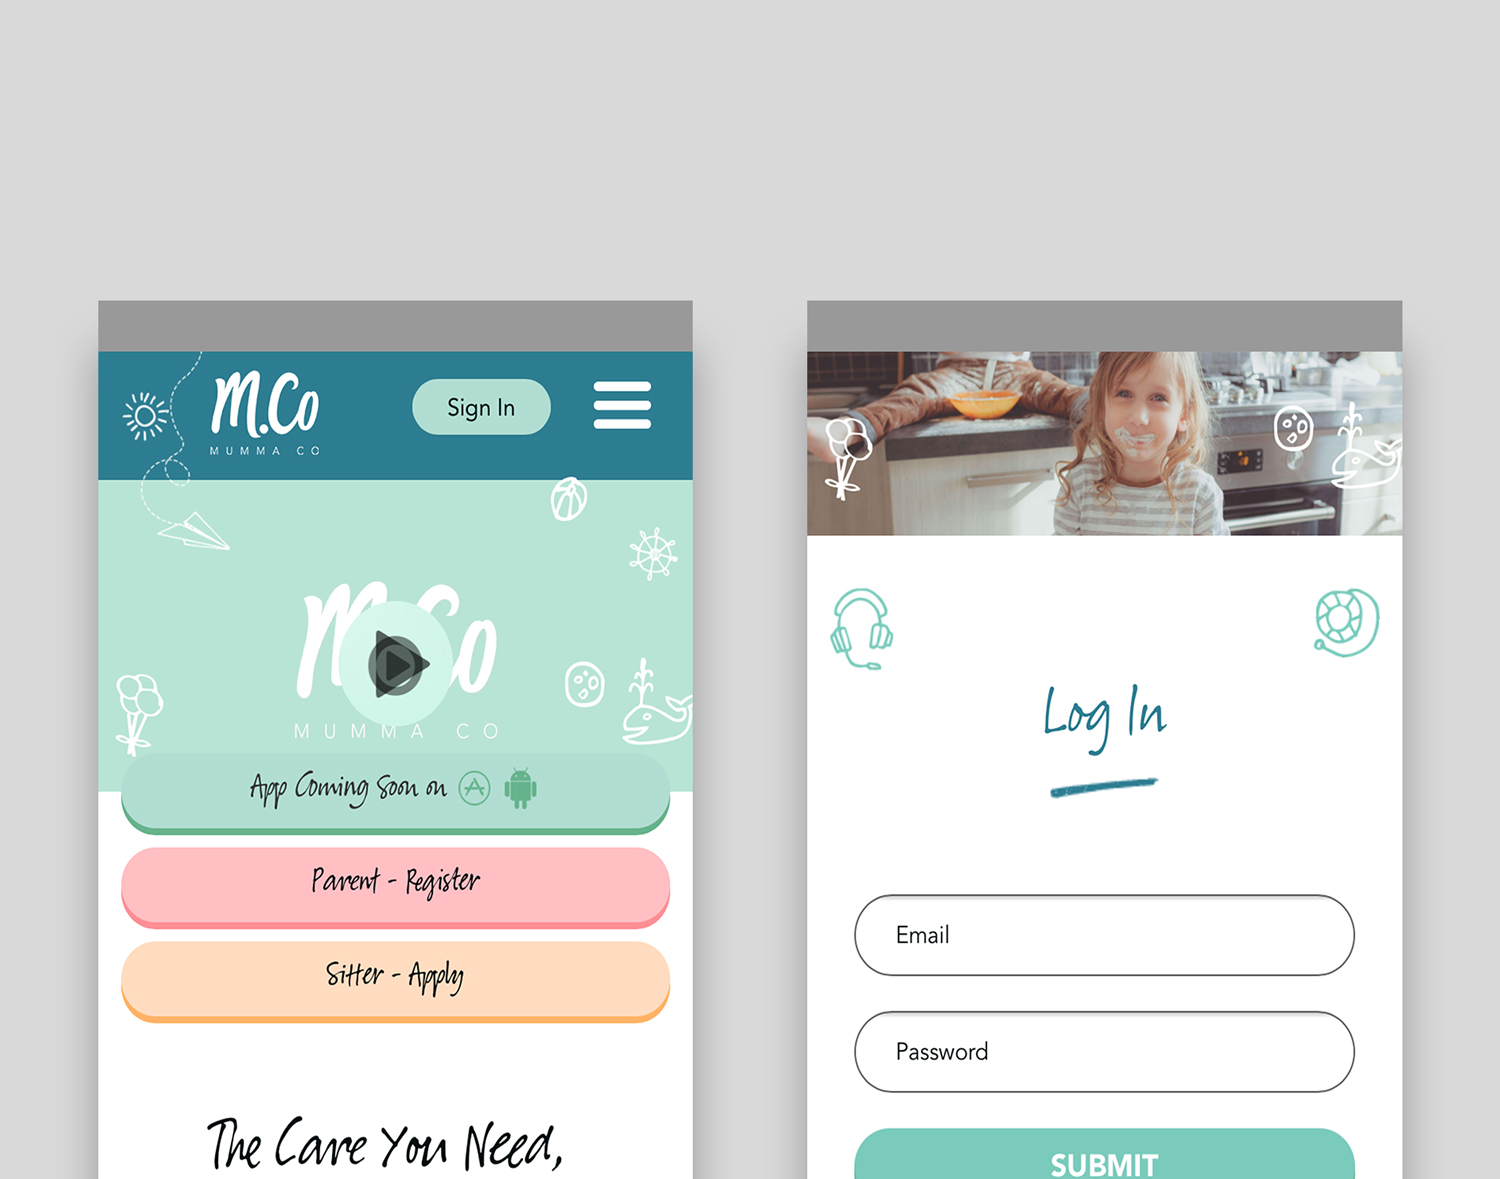 M.Co
MUMMA CO
Sign In
M.Co
MUMMA CO
App Coming Soon on
Parent - Register
Sitter - Apply
The Care You Need,
Log In
Email
Password
SUBMIT